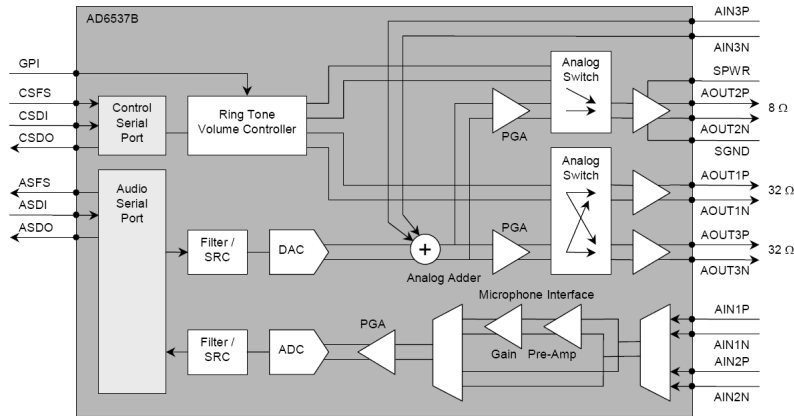 AD6537B
AIN3P
AIN3N
GPI
CSFS
CSDI
CSDO
Control
Serial
Port
Ring Tone
Volume Controller
Analog
Switch
PGA
SPWR
AOUT2P
8 Ω
AOUT2N
SGND
ASFS
ASDI
ASDO
Audio
Serial
Port
Analog
Switch
AOUT1P
32 Ω
AOUT1N
PGA
AOUT3P
32 Ω
AOUT3N
Filter /
SRC
DAC
+
Analog Adder
Microphone Interface
PGA
Gain
Pre-Amp
Filter /
SRC
ADC
AIN1P
AIN1N
AIN2P
AIN2N